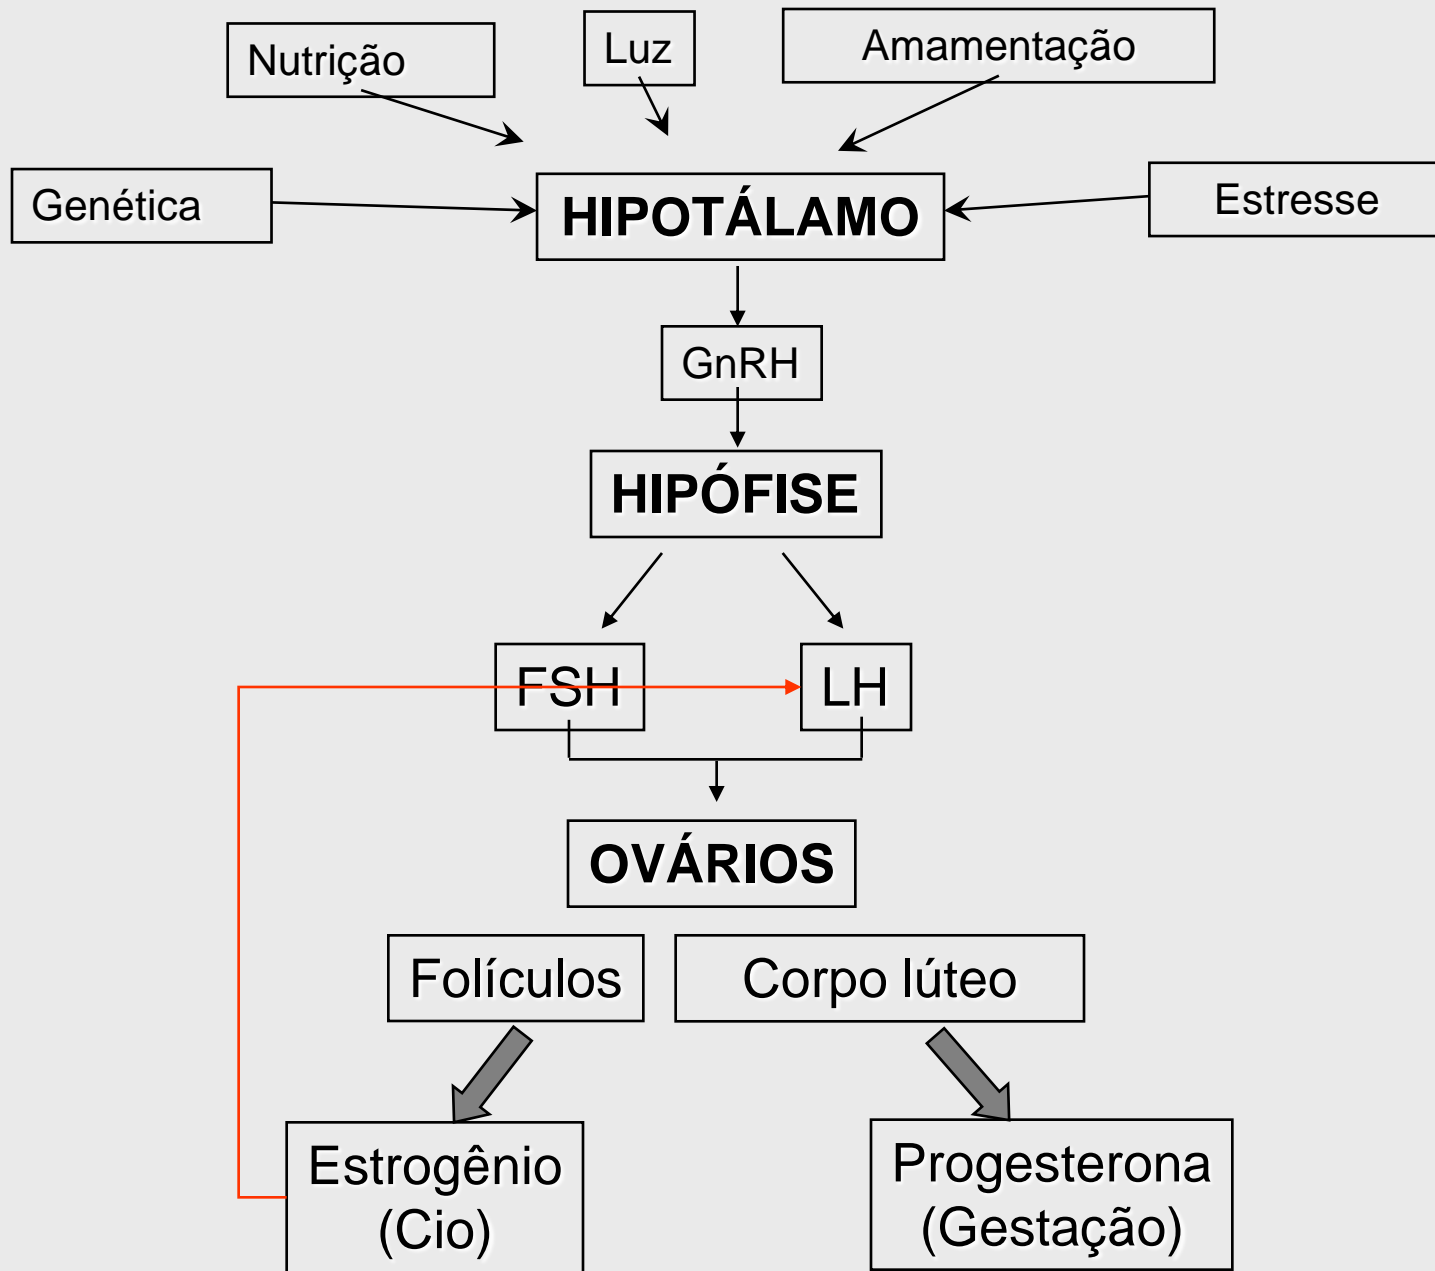 Nutrição
Luz
Amamentação
Genética
HIPOTÁLAMO
Estresse
GnRH
HIPÓFISE
FSH
LH
OVÁRIOS
Folículos
Corpo lúteo
Estrogênio
(Cio)
Progesterona
(Gestação)